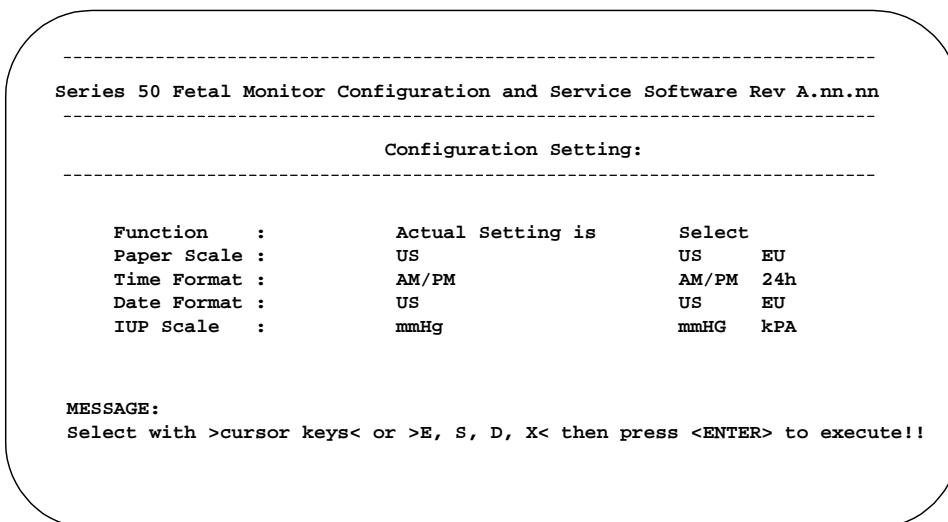 Series 50 Fetal Monitor Configuration and Service Software Rev A.nn.nn
Configuration Setting:
Function : Actual Setting is Select
Paper Scale : US US EU
Time Format : AM/PM AM/PM 24h
Date Format : US US EU
IUP Scale : mmHg mmHG kPA
MESSAGE:
Select with >cursor keys< or >E, S, D, X< then press <ENTER> to execute!!